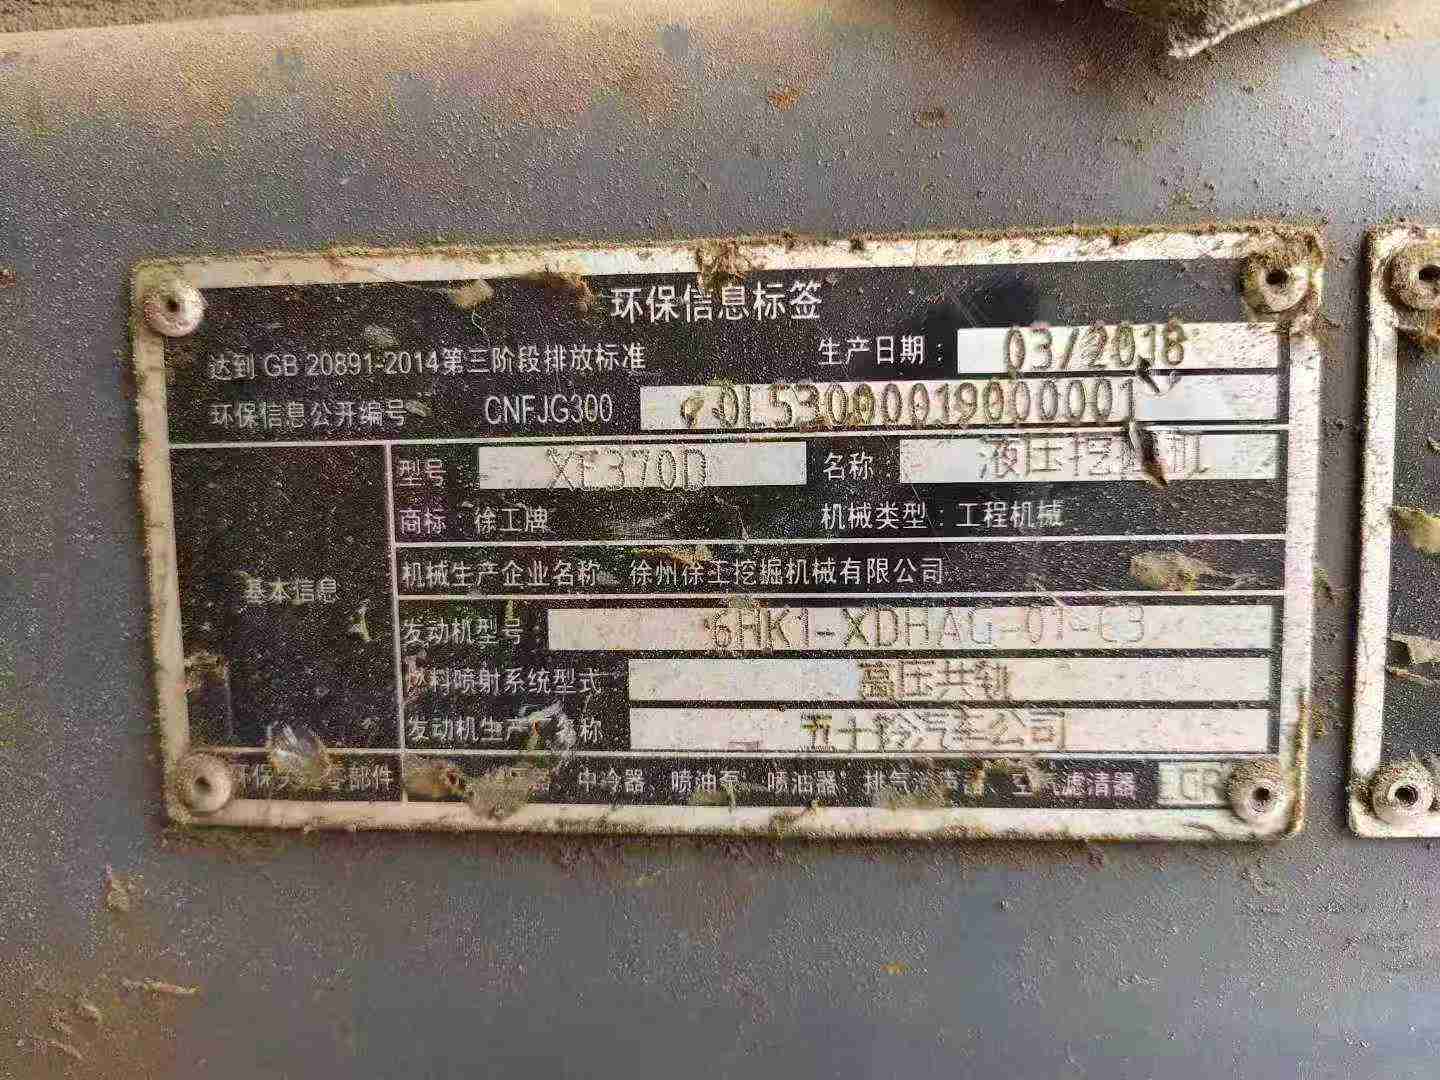 环保信息标签
达到 GB 20891-2014第三阶段排放标准 生产日期： 03/2018
环保信息公开编号 CNFJG300 0L53000019000001
型号 XE370D 名称 液压挖掘机
商标：徐工牌 机械类型：工程机械
基本信息
机械生产企业名称 徐州徐工挖掘机械有限公司
发动机型号： 6HK1-XDHAG-01-C3
燃料喷射系统型式 高压共轨
发动机生产厂名称 五十铃汽车公司
部件 中冷器、喷油泵、喷油器、排气消声器、空气滤清器